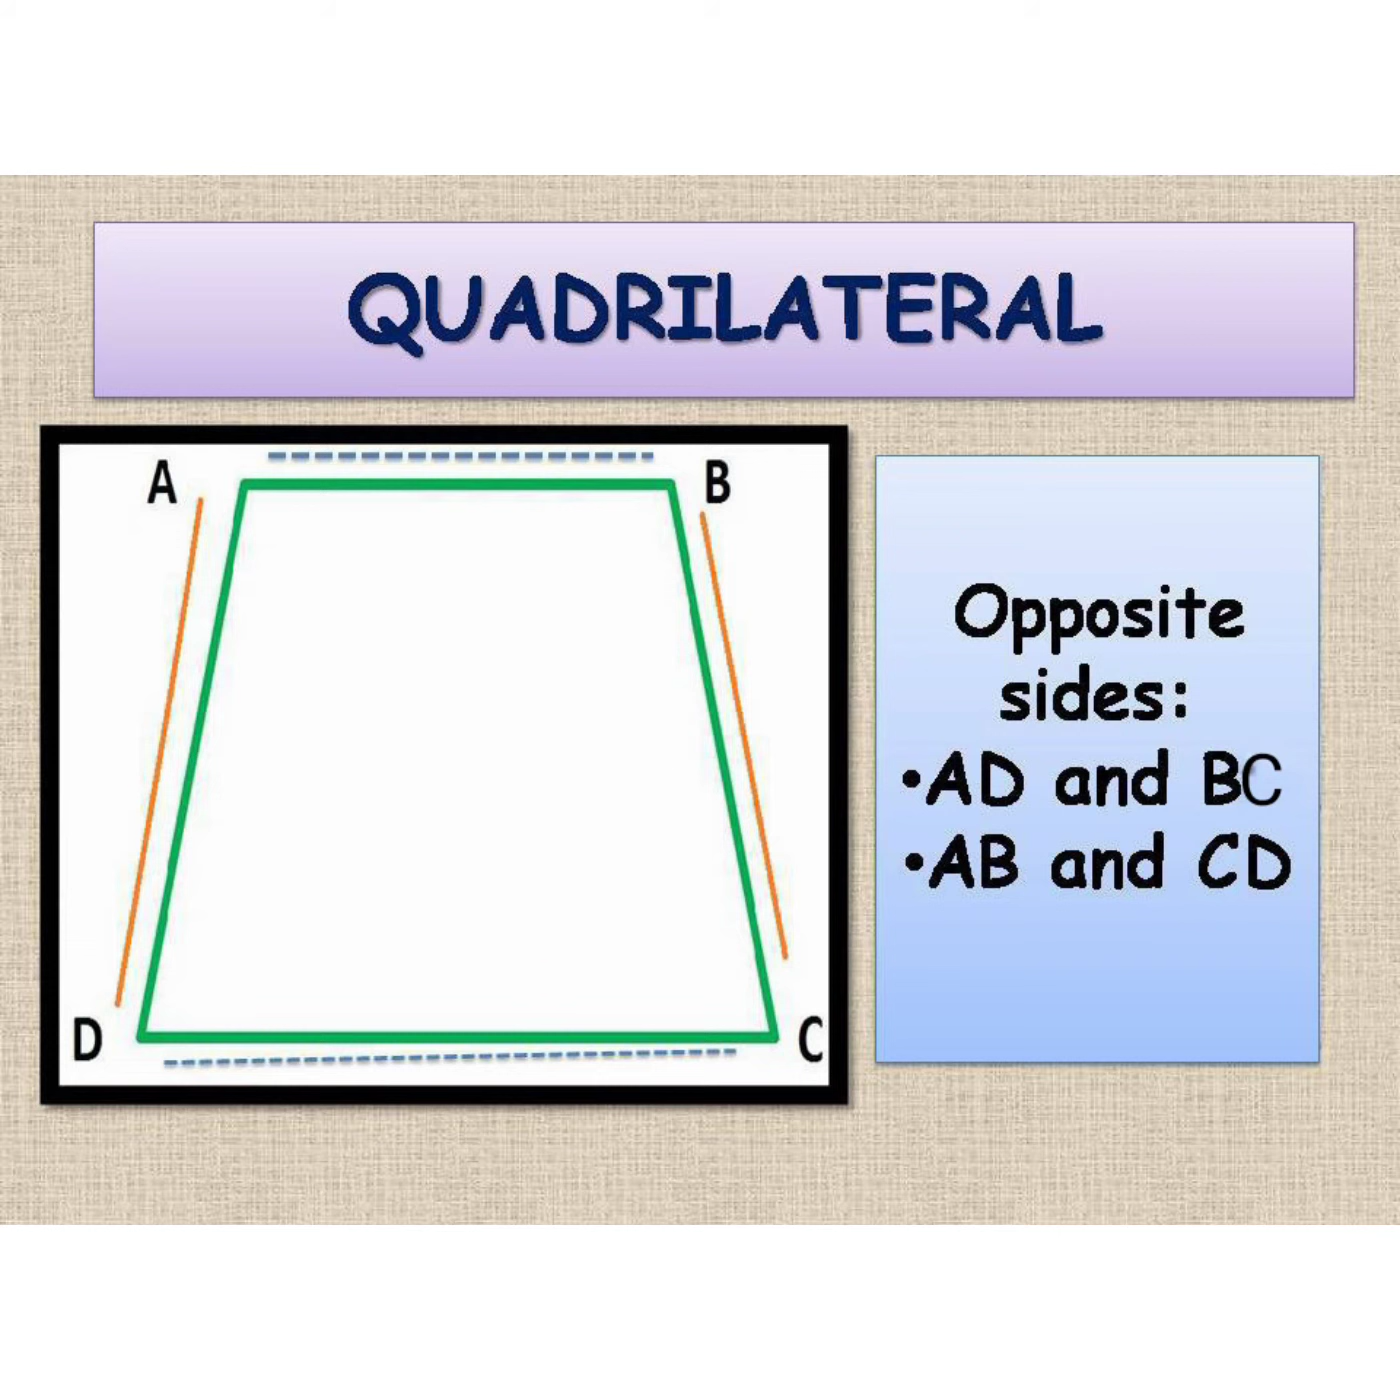 QUADRILATERAL
A
B
D
C
Opposite
sides:
•AD and BC
•AB and CD